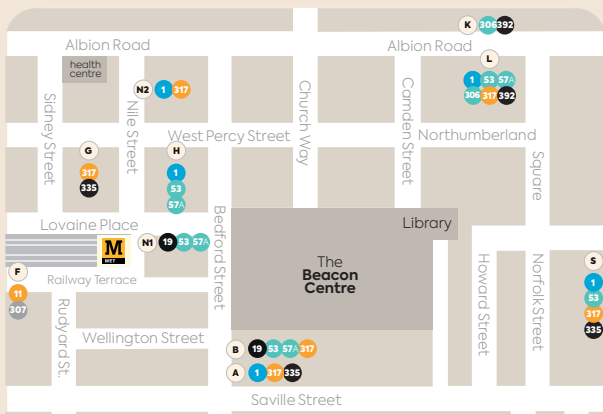 K 306 392
Albion Road
Albion Road
health
centre
L
1 53 57A
306 317 392
N2 1 317
Sidney Street
Nile Street
Church Way
Camden Street
West Percy Street
Northumberland
Square
G
317
335
H
1
53
57A
Lovaine Place
Bedford Street
Library
M
MET
N1 19 53 57A
The
Beacon
Centre
F
11
307
Railway Terrace
Rudyard St.
Howard Street
Norfolk Street
S
1
53
317
335
Wellington Street
B 19 53 57A 317
A 1 317 335
Saville Street